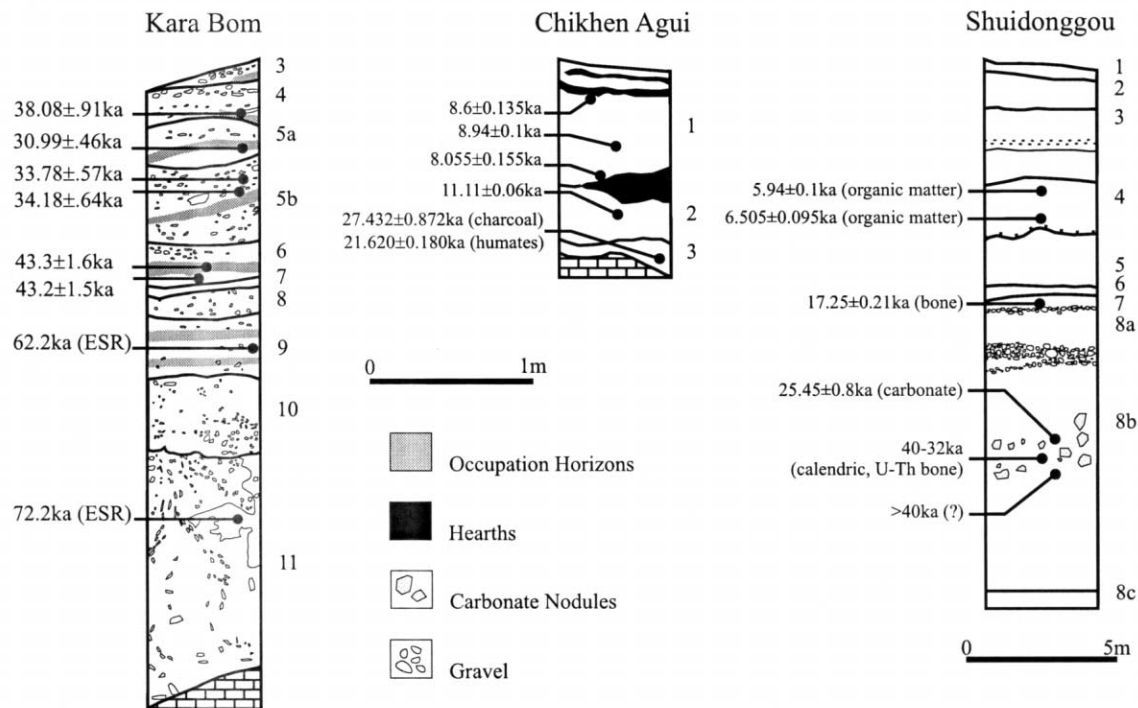 Kara Bom
38.08±.91ka
30.99±.46ka
33.78±.57ka
34.18±.64ka
43.3±1.6ka
43.2±1.5ka
62.2ka (ESR)
72.2ka (ESR)
3
4
5a
5b
6
7
8
9
10
11
Chikhen Agui
8.6±0.135ka
8.94±0.1ka
8.055±0.155ka
11.11±0.06ka
27.432±0.872ka (charcoal)
21.620±0.180ka (humates)
1
2
3
0 1m
Occupation Horizons
Hearths
Carbonate Nodules
Gravel
Shuidonggou
5.94±0.1ka (organic matter)
6.505±0.095ka (organic matter)
17.25±0.21ka (bone)
25.45±0.8ka (carbonate)
40-32ka
(calendric, U-Th bone)
>40ka (?)
1
2
3
4
5
6
7
8a
8b
8c
0 5m